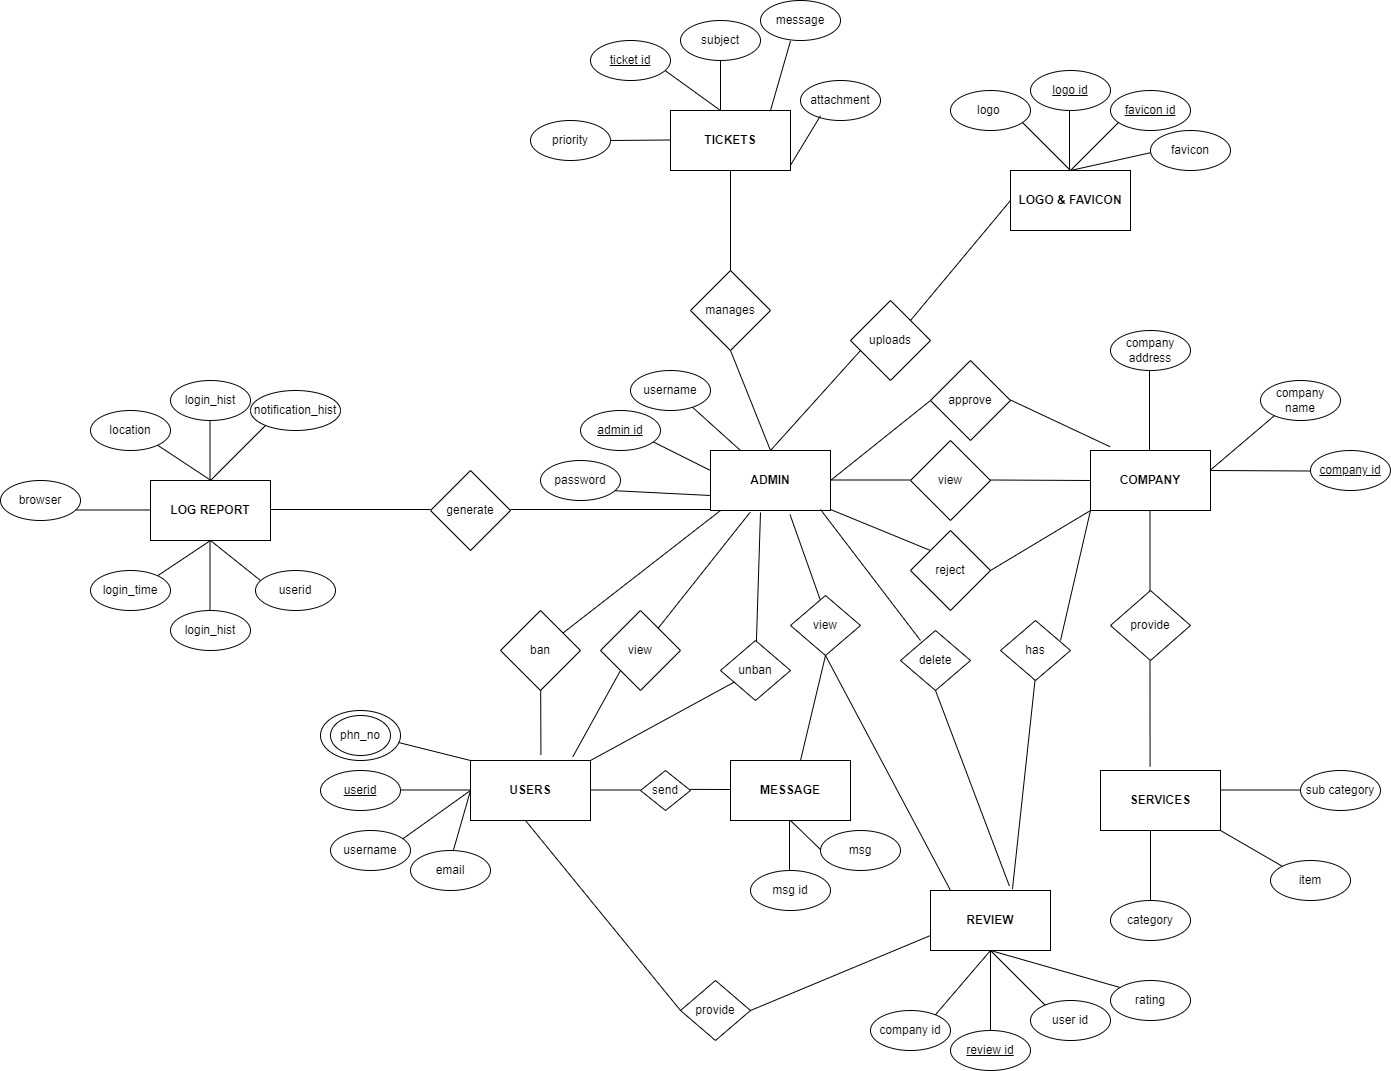 message
subject
ticket id
attachment
priority
TICKETS
logo id
logo
favicon id
favicon
LOGO & FAVICON
manages
uploads
company
address
username
approve
company
name
login_hist
notification_hist
location
admin id
password
ADMIN
view
COMPANY
company id
browser
LOG REPORT
generate
reject
login_time
userid
login_hist
ban
view
unban
view
delete
has
provide
phn_no
userid
USERS
send
MESSAGE
SERVICES
sub category
username
email
msg
msg id
item
category
REVIEW
provide
company id
review id
user id
rating